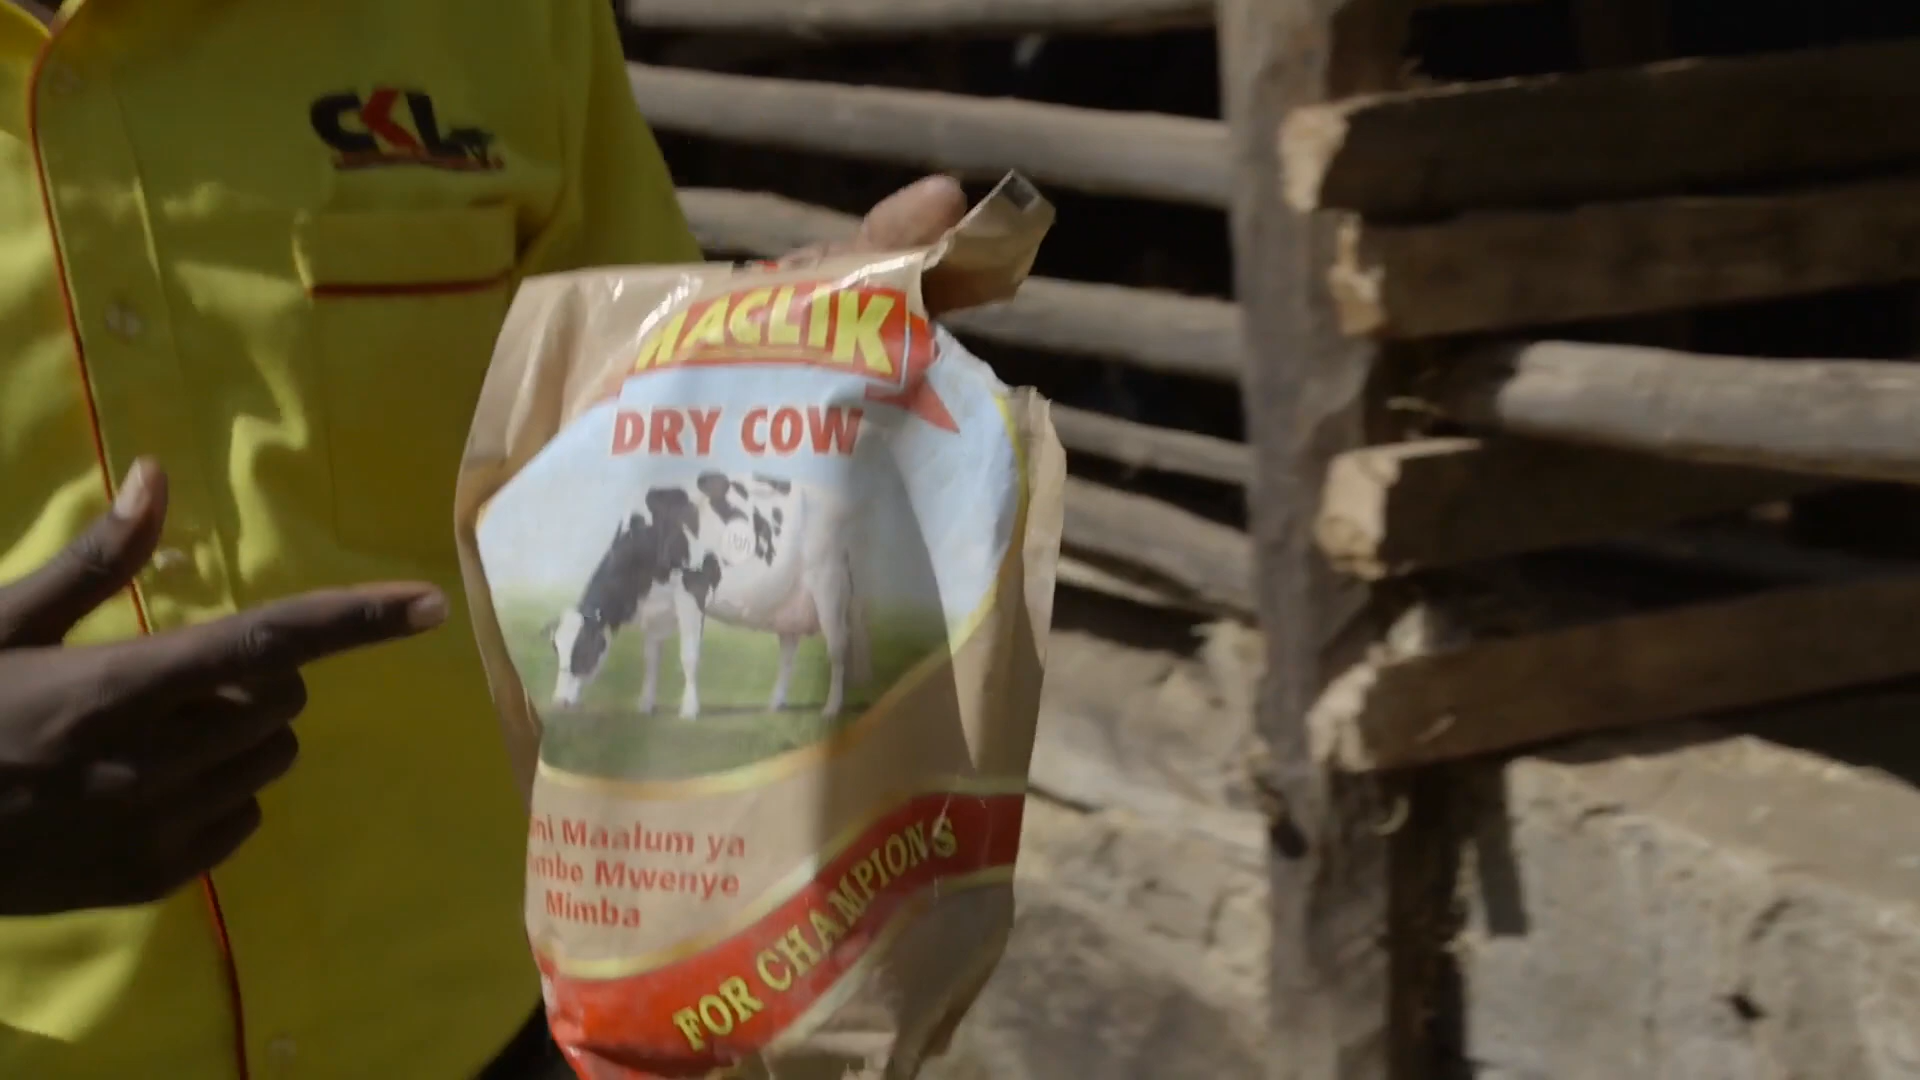 CKL
MACLIK
DRY COW
Maalum ya
Mwenye
Mimba
FOR CHAMPIONS